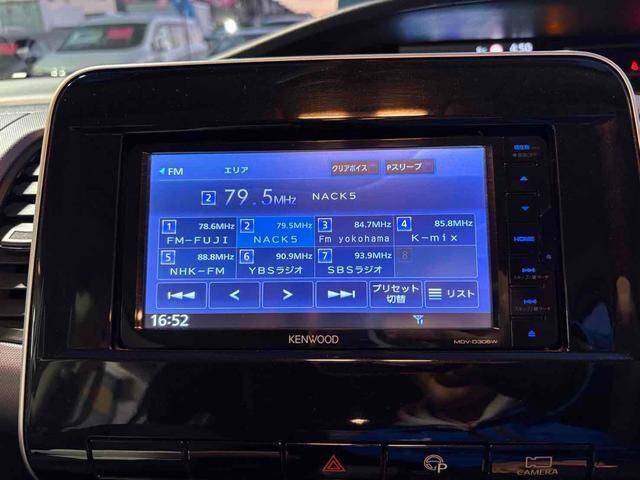 4:50
FM エリア クリアボイス Pスリープ
2 79.5MHz NACK5
1 78.6MHz 2 79.5MHz 3 84.7MHz 4 85.8MHz
FM-FUJI NACK5 Fm yokohama K-mix
5 88.8MHz 6 90.9MHz 7 93.9MHz 8
NHK-FM YBSラジオ SBSラジオ
プリセット切替 リスト
16:52
HOME
KENWOOD MDV-D306W
CAMERA